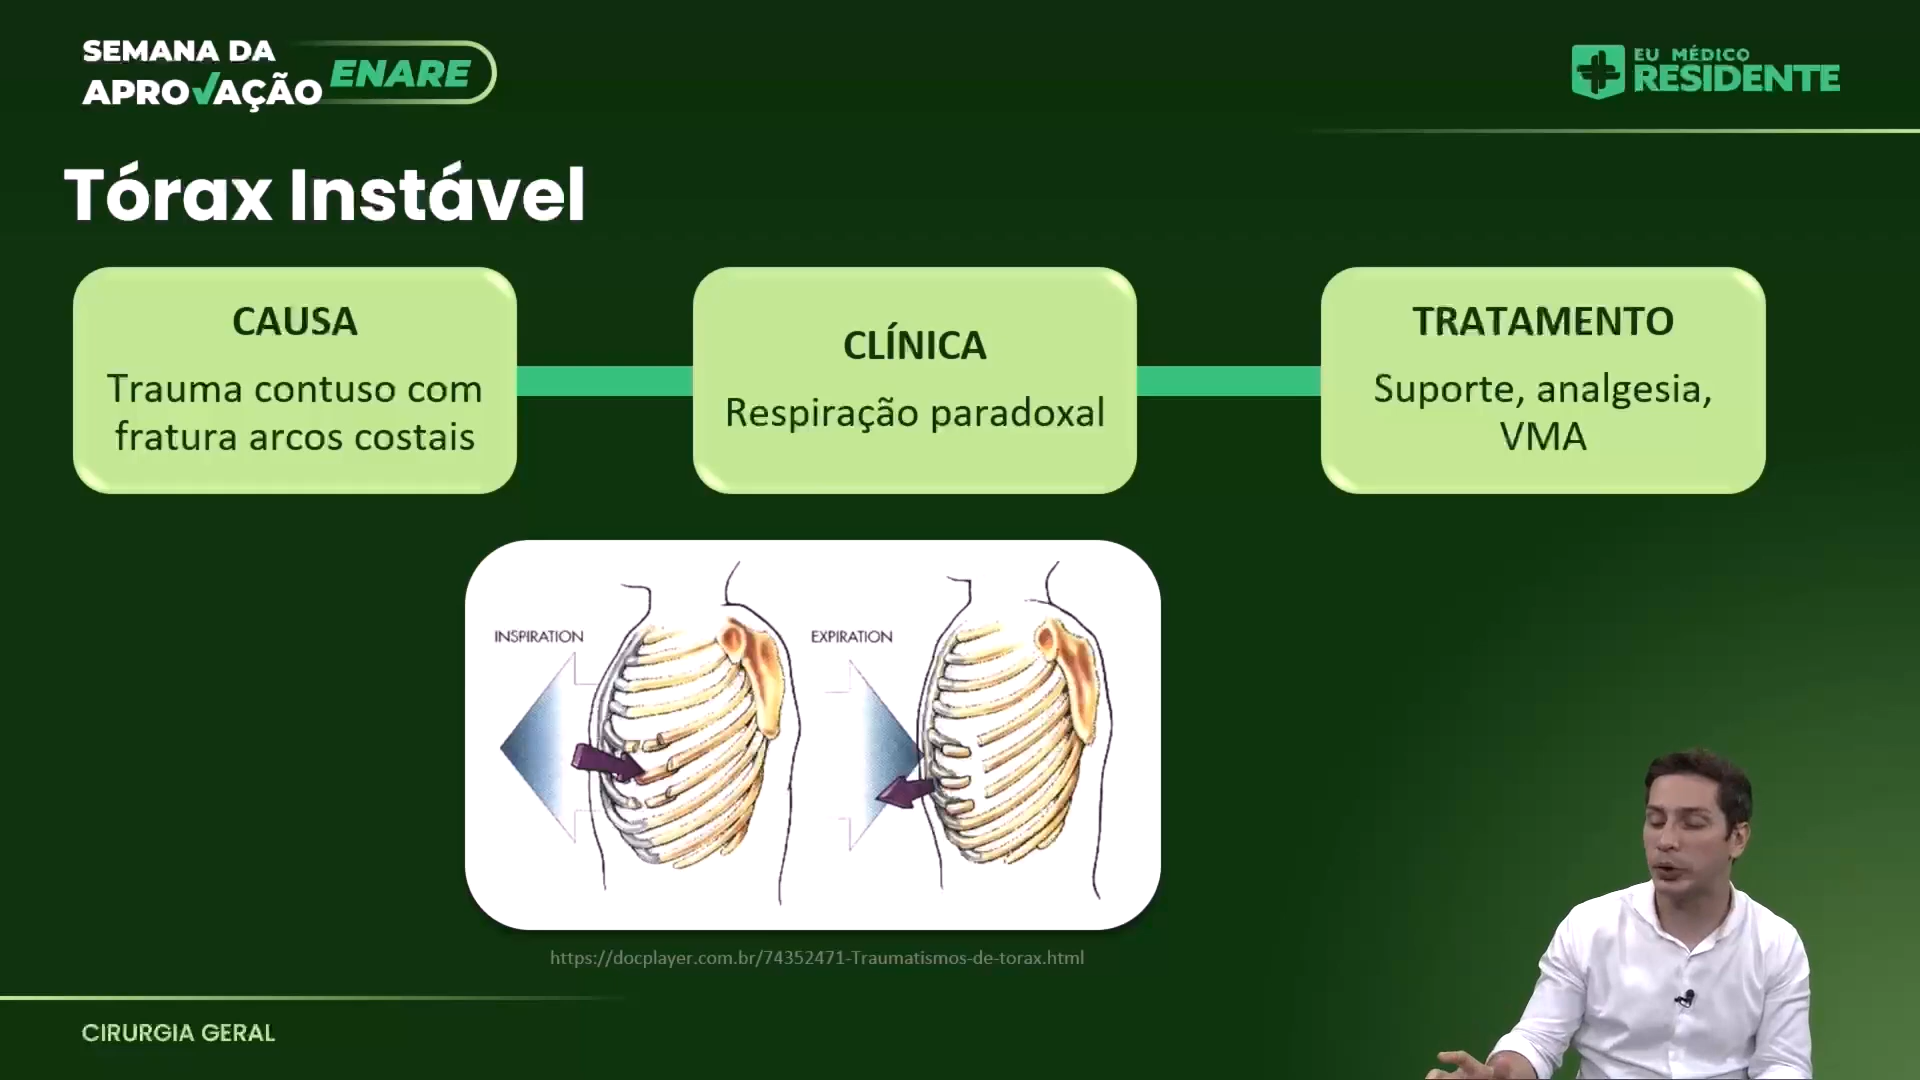 SEMANA DA
APROVAÇÃO ENARE
EU MÉDICO
RESIDENTE
Tórax Instável
CAUSA
Trauma contuso com
fratura arcos costais
CLÍNICA
Respiração paradoxal
TRATAMENTO
Suporte, analgesia,
VMA
INSPIRATION
EXPIRATION
https://docplayer.com.br/74352471-Traumatismos-de-torax.html
CIRURGIA GERAL